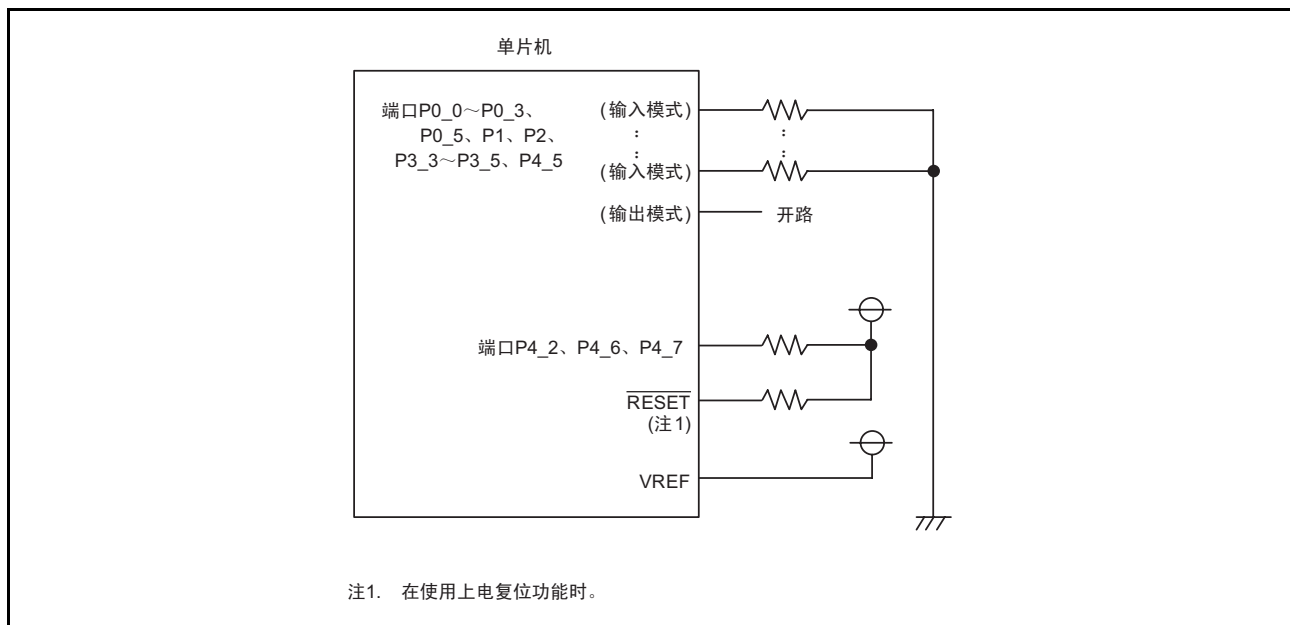 单片机
端口P0_0～P0_3、 (输入模式)
P0_5、P1、P2、
P3_3～P3_5、P4_5 (输入模式)
(输出模式) 开路
端口P4_2、P4_6、P4_7
RESET
(注1)
VREF
注1. 在使用上电复位功能时。